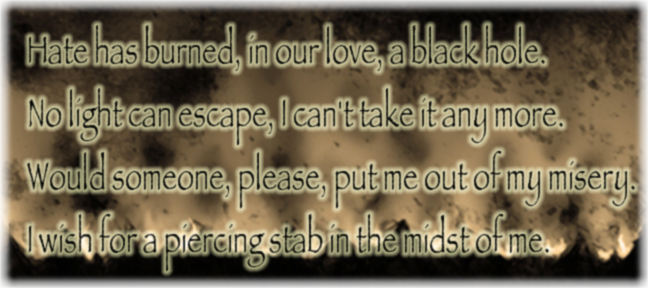 Hate has burned, in our love, a black hole.
No light can escape, I can't take it any more.
Would someone, please, put me out of my misery.
I wish for a piercing stab in the midst of me.